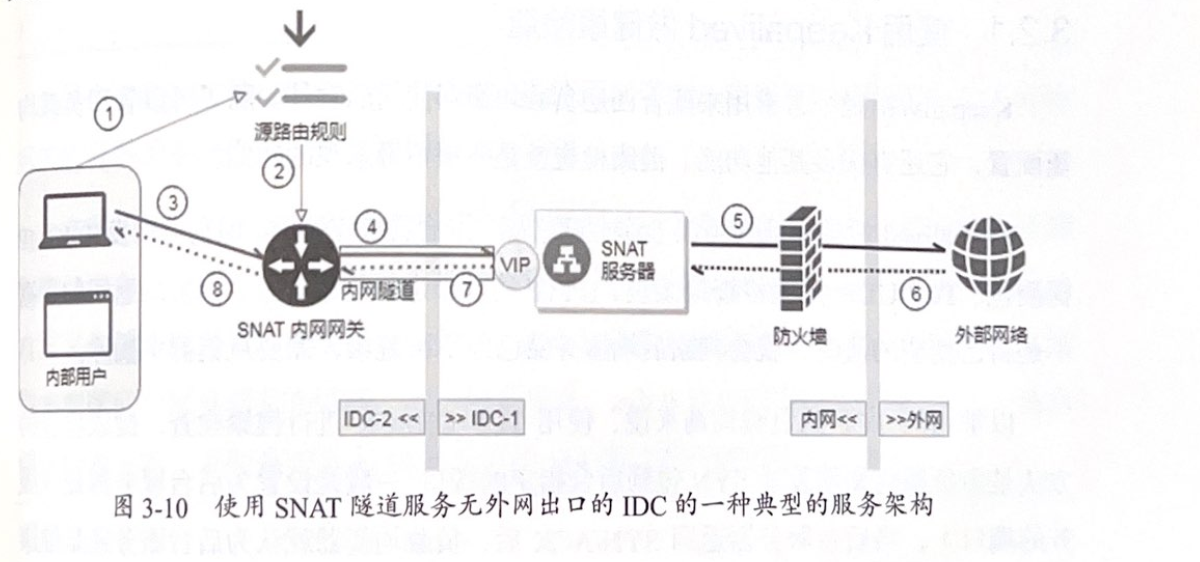 ①
源路由规则
②
③
④
⑤
VIP
SNAT
服务器
⑧
内网隧道
⑦
⑥
SNAT 内网网关
防火墙
外部网络
内部用户
IDC-2 <<
>> IDC-1
内网<<
>>外网
图 3-10 使用 SNAT 隧道服务无外网出口的 IDC 的一种典型的服务架构